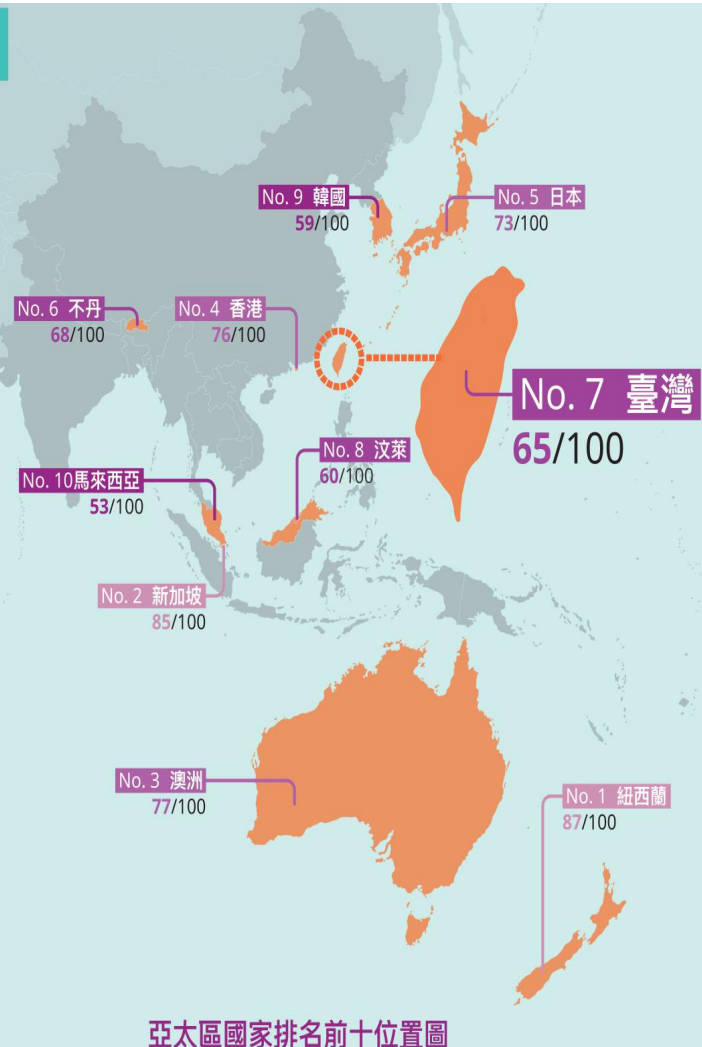 No. 9 韓國
59/100
No. 5 日本
73/100
No. 6 不丹
68/100
No. 4 香港
76/100
No. 7 臺灣
65/100
No. 8 汶萊
60/100
No. 10馬來西亞
53/100
No. 2 新加坡
85/100
No. 3 澳洲
77/100
No. 1 紐西蘭
87/100
亞太區國家排名前十位置圖